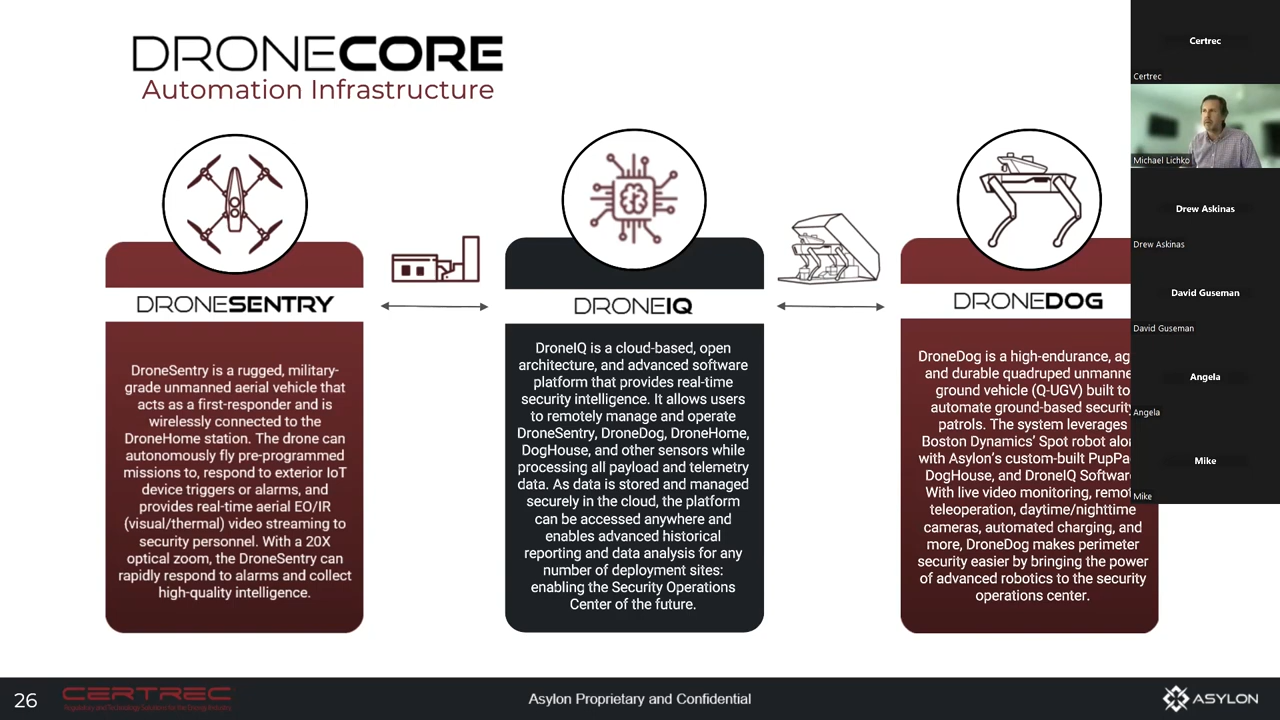 DRONECORE
Automation Infrastructure
DRONESENTRY
DroneSentry is a rugged, military-
grade unmanned aerial vehicle that
acts as a first-responder and is
wirelessly connected to the
DroneHome station. The drone can
autonomously fly pre-programmed
missions to, respond to exterior IoT
device triggers or alarms, and
provides real-time aerial EO/IR
(visual/thermal) video streaming to
security personnel. With a 20X
optical zoom, the DroneSentry can
rapidly respond to alarms and collect
high-quality intelligence.
DRONEIQ
DroneIQ is a cloud-based, open
architecture, and advanced software
platform that provides real-time
security intelligence. It allows users
to remotely manage and operate
DroneSentry, DroneDog, DroneHome,
DogHouse, and other sensors while
processing all payload and telemetry
data. As data is stored and managed
securely in the cloud, the platform
can be accessed anywhere and
enables advanced historical
reporting and data analysis for any
number of deployment sites:
enabling the Security Operations
Center of the future.
DRONEDOG
DroneDog is a high-endurance, ag
and durable quadruped unmanne
ground vehicle (Q-UGV) built to
automate ground-based security
patrols. The system leverages
Boston Dynamics' Spot robot alon
with Asylon's custom-built PupPa
DogHouse, and DroneIQ Softwar
With live video monitoring, remot
teleoperation, daytime/nighttime
cameras, automated charging, and
more, DroneDog makes perimeter
security easier by bringing the power
of advanced robotics to the security
operations center.
Certrec
Certrec
Michael Lichko
Drew Askinas
Drew Askinas
David Guseman
David Guseman
Angela
Angela
Mike
Mike
26
CERTREC
Regulatory and Technology Solutions for the Energy Industry
Asylon Proprietary and Confidential
ASYLON